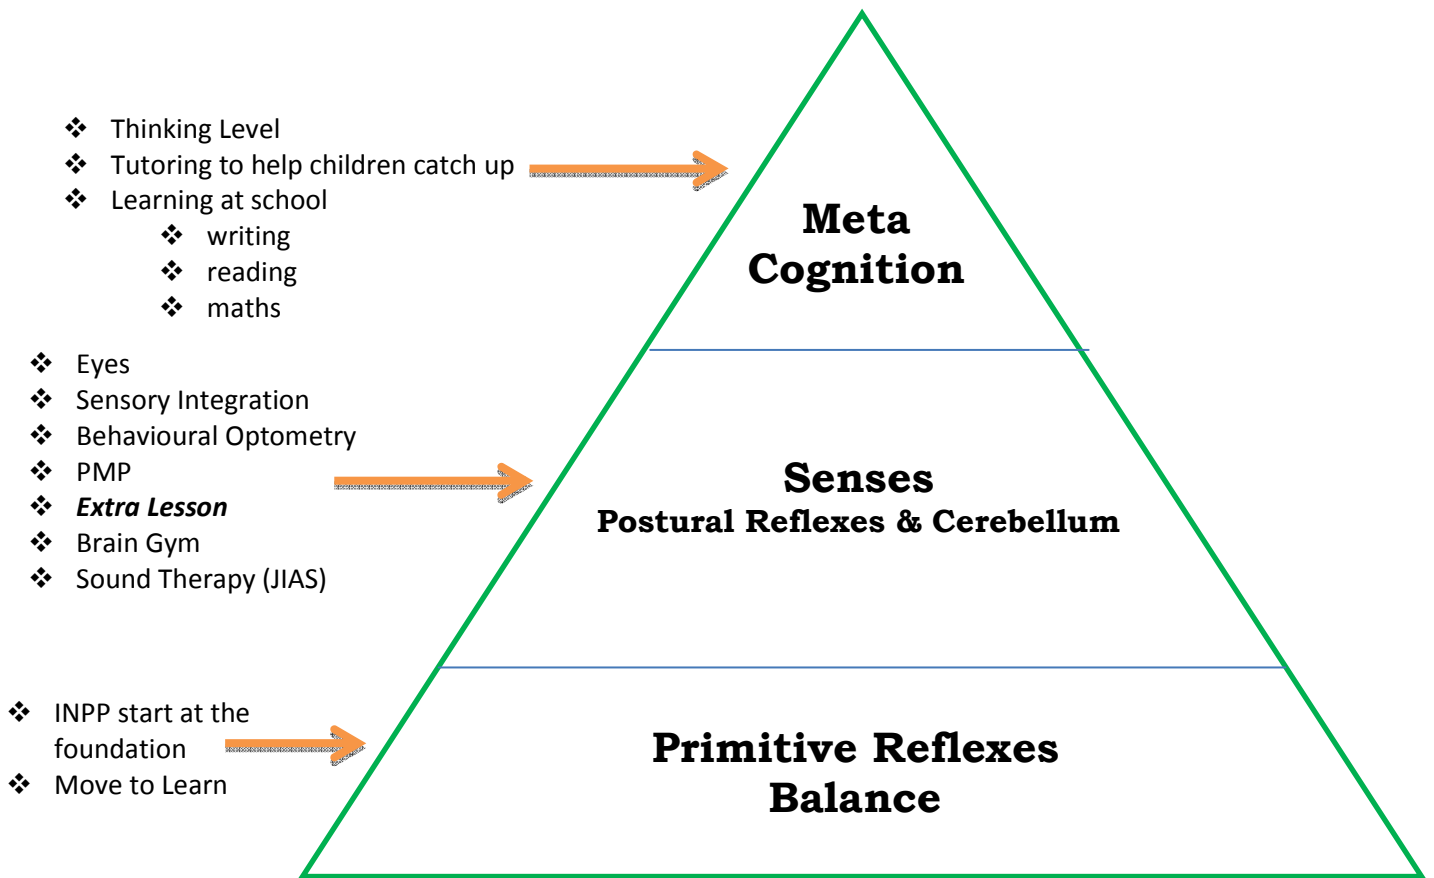 ❖ Thinking Level
❖ Tutoring to help children catch up
❖ Learning at school
❖ writing
❖ reading
❖ maths
Meta
Cognition
❖ Eyes
❖ Sensory Integration
❖ Behavioural Optometry
❖ PMP
❖ Extra Lesson
❖ Brain Gym
❖ Sound Therapy (JIAS)
Senses
Postural Reflexes & Cerebellum
❖ INPP start at the
foundation
❖ Move to Learn
Primitive Reflexes
Balance